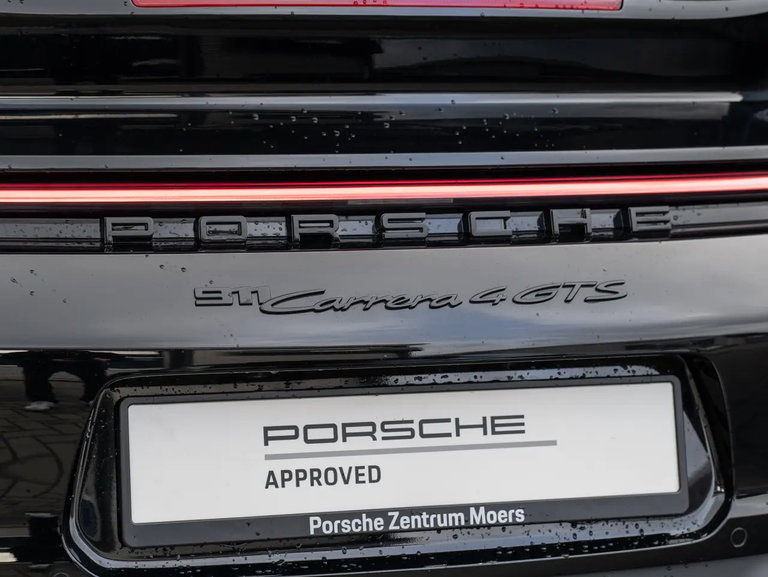 PORSCHE
911 Carrera 4 GTS
PORSCHE
APPROVED
Porsche Zentrum Moers